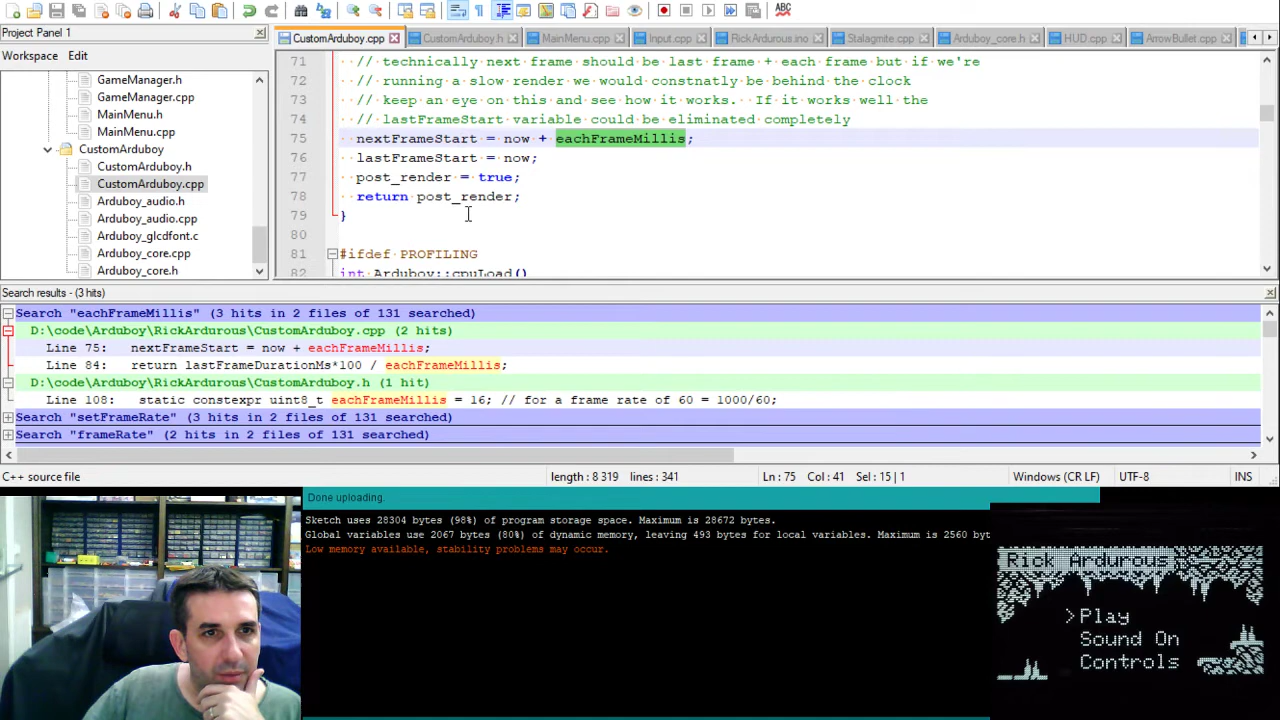 Project Panel 1
Workspace Edit
GameManager.h
GameManager.cpp
MainMenu.h
MainMenu.cpp
CustomArduboy
CustomArduboy.h
CustomArduboy.cpp
Arduboy_audio.h
Arduboy_audio.cpp
Arduboy_glcdfont.c
Arduboy_core.cpp
Arduboy_core.h
ABC
CustomArduboy.cpp CustomArduboy.h MainMenu.cpp Input.cpp RickArdurous.ino Stalagmite.cpp Arduboy_core.h HUD.cpp ArrowBullet.cpp
71 // technically next frame should be last frame + each frame but if we're
72 // running a slow render we would constnatly be behind the clock
73 // keep an eye on this and see how it works. If it works well the
74 // lastFrameStart variable could be eliminated completely
75 nextFrameStart = now + eachFrameMillis;
76 lastFrameStart = now;
77 post_render = true;
78 return post_render;
79 }
80
81 #ifdef PROFILING
82 int Arduboy::cpuLoad()
Search results - (3 hits)
Search "eachFrameMillis" (3 hits in 2 files of 131 searched)
D:\code\Arduboy\RickArdurous\CustomArduboy.cpp (2 hits)
Line 75: nextFrameStart = now + eachFrameMillis;
Line 84: return lastFrameDurationMs*100 / eachFrameMillis;
D:\code\Arduboy\RickArdurous\CustomArduboy.h (1 hit)
Line 108: static constexpr uint8_t eachFrameMillis = 16; // for a frame rate of 60 = 1000/60;
Search "setFrameRate" (3 hits in 2 files of 131 searched)
Search "frameRate" (2 hits in 2 files of 131 searched)
C++ source file length : 8 319 lines : 341 Ln : 75 Col : 41 Sel : 15 | 1 Windows (CR LF) UTF-8 INS
Done uploading.
Sketch uses 28304 bytes (98%) of program storage space. Maximum is 28672 bytes.
Global variables use 2067 bytes (80%) of dynamic memory, leaving 493 bytes for local variables. Maximum is 2560 byt
Low memory available, stability problems may occur.
Rick Ardurous
>Play
Sound On
Controls